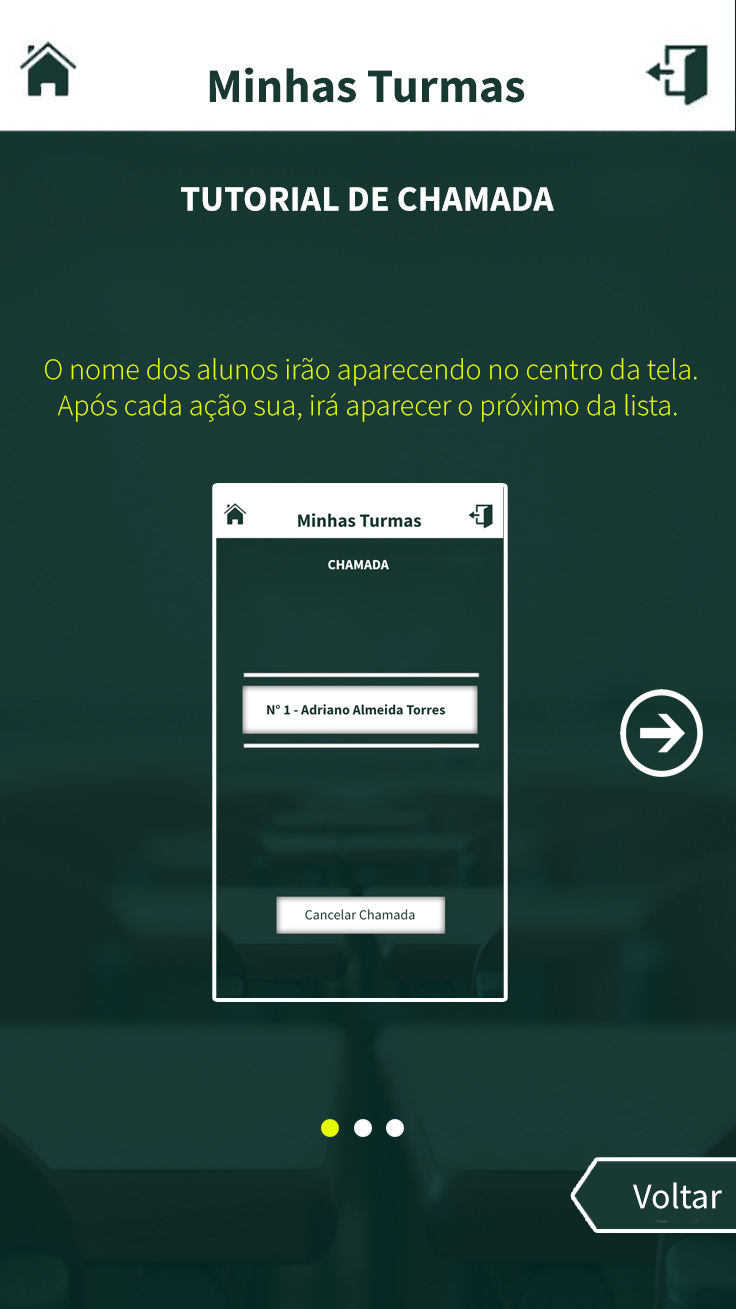 Minhas Turmas
TUTORIAL DE CHAMADA
O nome dos alunos irão aparecendo no centro da tela.
Após cada ação sua, irá aparecer o próximo da lista.
Minhas Turmas
CHAMADA
N° 1 - Adriano Almeida Torres
Cancelar Chamada
Voltar